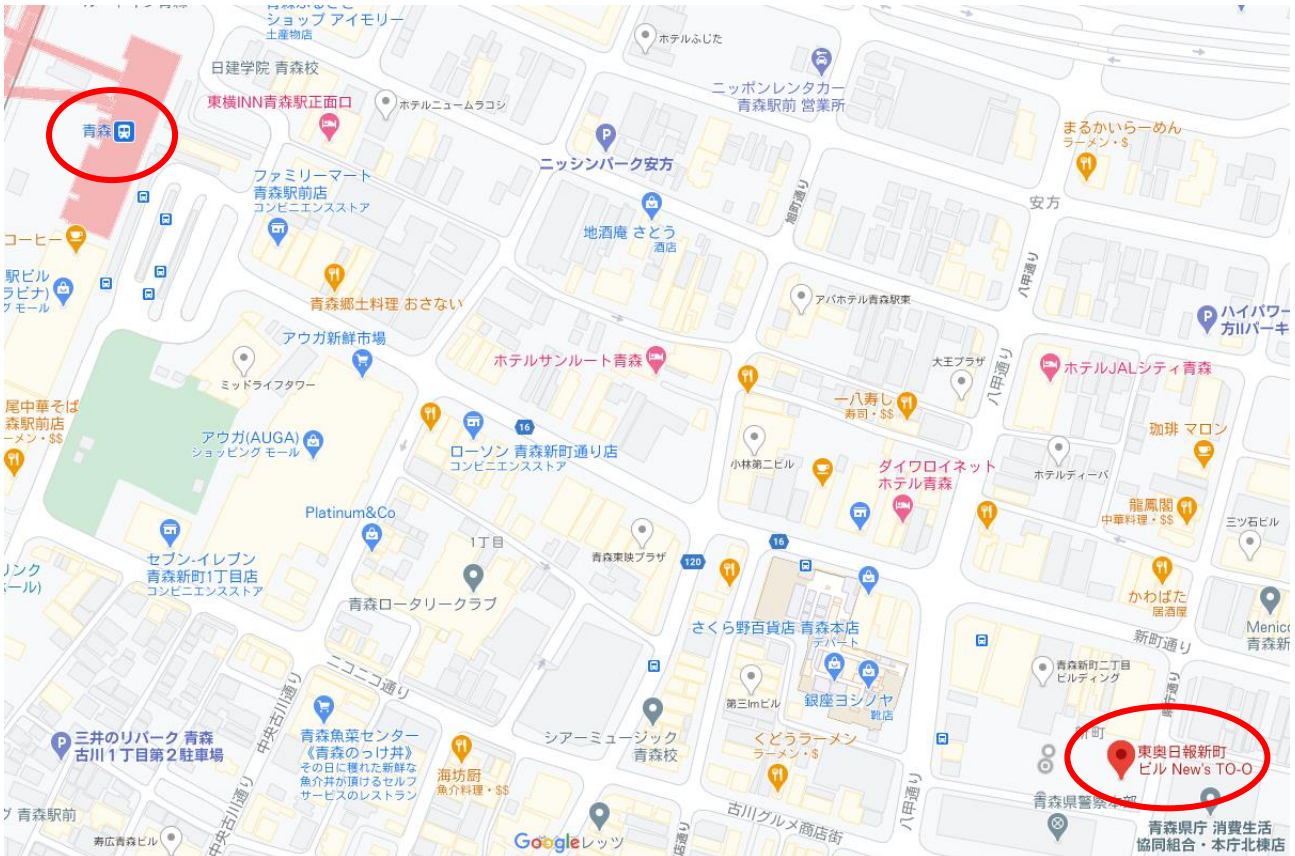 ショップ アイモリー
土産物店
ホテルふじた
日建学院 青森校
ニッポンレンタカー
青森駅前 営業所
東横INN青森駅正面口
ホテルニュームラコシ
青森
まるかいらーめん
ラーメン・$
ニッシンパーク安方
ファミリーマート
青森駅前店
コンビニエンスストア
安方
旭町通り
地酒庵 さとう
酒店
コーヒー
駅ビル
ラビナ)
グモール
八甲通り
青森郷土料理 おさない
アパホテル青森駅東
ハイパワー
方IIパーキ
アウガ新鮮市場
ホテルサンルート青森
大王プラザ
八甲通り
ホテルJALシティ青森
ミッドライフタワー
尾中華そば
森駅前店
ーメン・$$
一八寿し
寿司・$$
16
アウガ(AUGA)
ショッピング モール
ローソン 青森新町通り店
コンビニエンスストア
珈琲 マロン
小林第二ビル
ダイワロイネット
ホテル青森
ホテルディーバ
龍鳳閣
中華料理・$$
三ツ石ビル
Platinum&Co
1丁目
青森東映プラザ
16
120
セブン-イレブン
青森新町1丁目店
コンビニエンスストア
リンク
ール)
青森ロータリークラブ
かわばた
居酒屋
さくら野百貨店 青森本店
デパート
新町通り
Menico
青森新
ニコニコ通り
青森新町二丁目
ビルディング
中央古川通り
第三Imビル
銀座ヨシノヤ
靴店
県庁通り
三井のリパーク 青森
古川1丁目第2駐車場
青森魚菜センター
《青森のっけ丼》
その日に穫れた新鮮な
魚介丼が頂けるセルフ
サービスのレストラン
シアーミュージック
青森校
くどうラーメン
ラーメン・$
新町
東奥日報新町
ビル New's TO-O
海坊厨
魚介料理・$$
八甲通り
青森県警察本部
古川グルメ商店街
グ 青森駅前
中央古川通り
寿広青森ビル
Google
レッツ
店通り
青森県庁 消費生活
協同組合・本庁北棟店